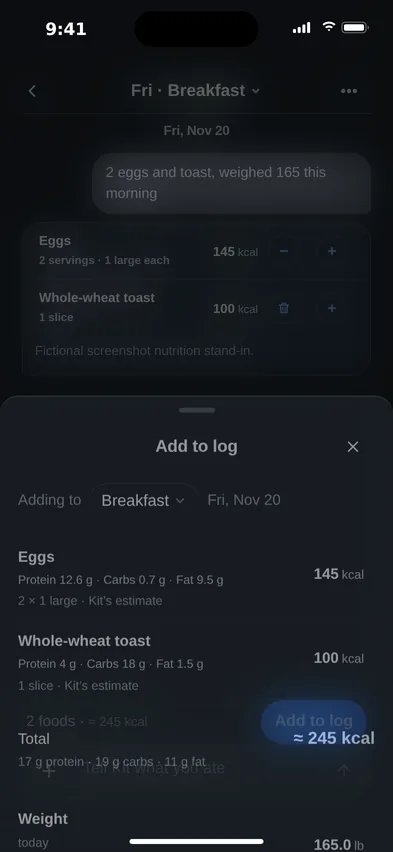 9:41
Fri · Breakfast
Fri, Nov 20
2 eggs and toast, weighed 165 this
morning
Eggs
2 servings · 1 large each
145 kcal
Whole-wheat toast
1 slice
100 kcal
Fictional screenshot nutrition stand-in.
Add to log
Adding to Breakfast Fri, Nov 20
Eggs
Protein 12.6 g · Carbs 0.7 g · Fat 9.5 g
2 × 1 large · Kit's estimate
145 kcal
Whole-wheat toast
Protein 4 g · Carbs 18 g · Fat 1.5 g
1 slice · Kit's estimate
100 kcal
2 foods · ≈ 245 kcal
Add to log
Total
≈ 245 kcal
17 g protein · 19 g carbs · 11 g fat
Tell Kit what you ate
Weight
today
165.0 lb